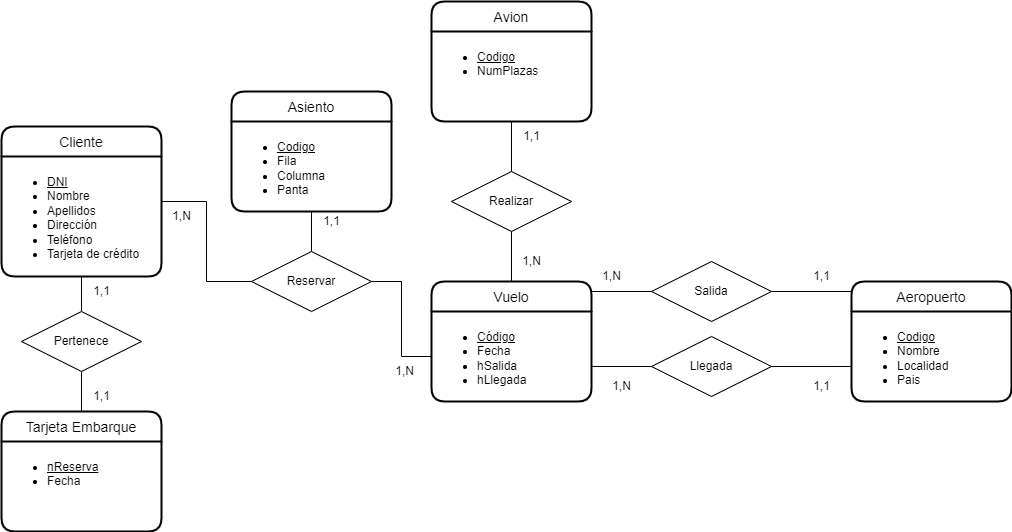 Avion
Codigo
NumPlazas
1,1
Realizar
1,N
Asiento
Codigo
Fila
Columna
Panta
1,1
Reservar
1,N
1,N
Cliente
DNI
Nombre
Apellidos
Dirección
Teléfono
Tarjeta de crédito
1,1
Pertenece
1,1
Tarjeta Embarque
nReserva
Fecha
Vuelo
Código
Fecha
hSalida
hLlegada
1,N
Salida
1,1
1,N
Llegada
1,1
Aeropuerto
Codigo
Nombre
Localidad
Pais